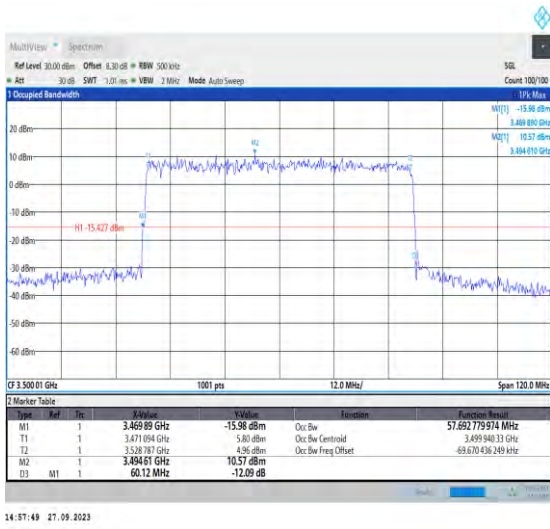 MultiView Spectrum
Ref Level 30.00 dBm Offset 8.30 dB RBW 500 kHz SGL
Att 30 dB SWT 1.01 ms VBW 2 MHz Mode Auto Sweep Count 100/100
1 Occupied Bandwidth 1Pk Max
M1[1] -15.98 dBm
3.469 890 GHz
M2[1] 10.57 dBm
3.494 610 GHz
20 dBm
M2
10 dBm
0 dBm
-10 dBm
M1
H1 -15.427 dBm
-20 dBm
-30 dBm
-40 dBm
-50 dBm
-60 dBm
CF 3.500 01 GHz 1001 pts 12.0 MHz/ Span 120.0 MHz
2 Marker Table
Type Ref Trc X-Value Y-Value Function Function Result
M1 1 3.469 89 GHz -15.98 dBm Occ Bw 57.692 779 974 MHz
T1 1 3.471 094 GHz 5.80 dBm Occ Bw Centroid 3.499 940 33 GHz
T2 1 3.528 787 GHz 4.96 dBm Occ Bw Freq Offset -69.670 436 249 kHz
M2 1 3.494 61 GHz 10.57 dBm
D3 M1 1 60.12 MHz -12.09 dB
14:57:49 27.09.2023